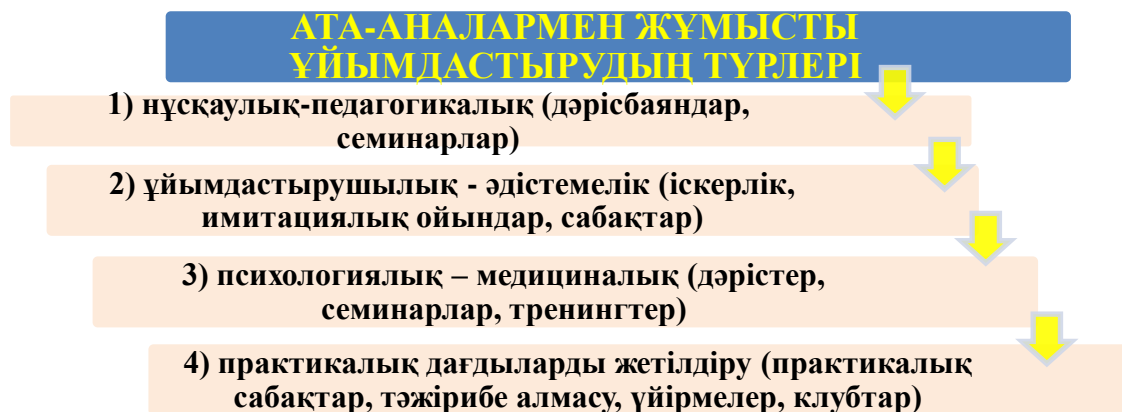 АТА-АНАЛАРМЕН ЖҰМЫСТЫ
ҰЙЫМДАСТЫРУДЫҢ ТҮРЛЕРІ
1) нұсқаулық-педагогикалық (дәрісбаяндар,
семинарлар)
2) ұйымдастырушылық - әдістемелік (іскерлік,
имитациялық ойындар, сабақтар)
3) психологиялық – медициналық (дәрістер,
семинарлар, тренингтер)
4) практикалық дағдыларды жетілдіру (практикалық
сабақтар, тәжірибе алмасу, үйірмелер, клубтар)